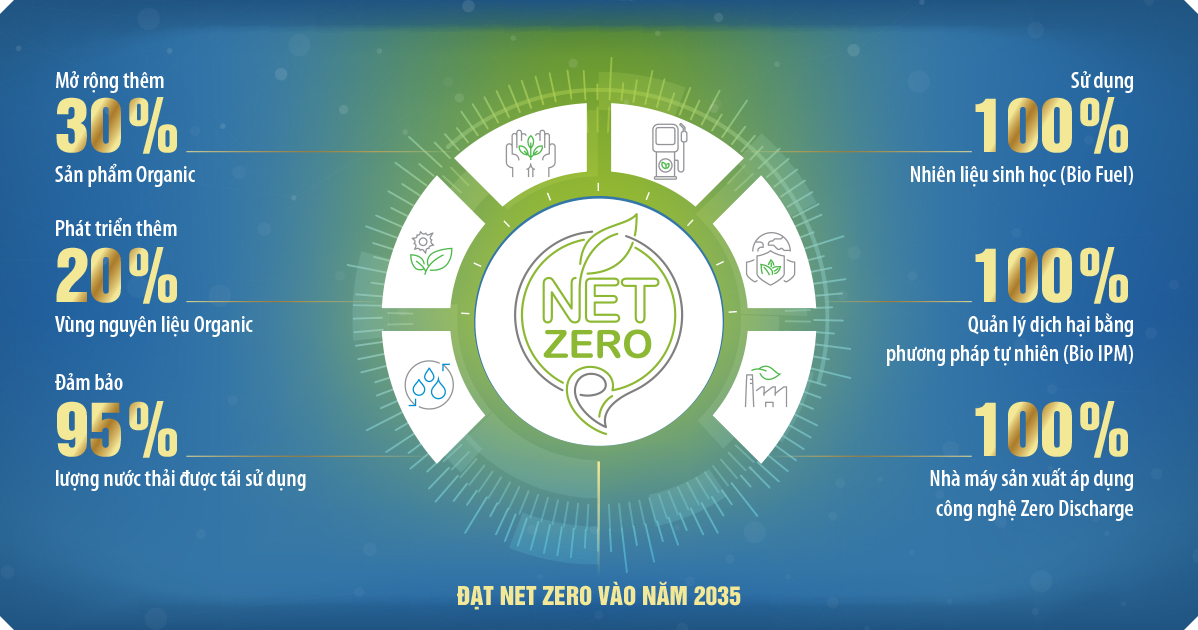 Mở rộng thêm
30%
Sản phẩm Organic
Phát triển thêm
20%
Vùng nguyên liệu Organic
Đảm bảo
95%
lượng nước thải được tái sử dụng
NET
ZERO
Sử dụng
100%
Nhiên liệu sinh học (Bio Fuel)
100%
Quản lý dịch hại bằng
phương pháp tự nhiên (Bio IPM)
100%
Nhà máy sản xuất áp dụng
công nghệ Zero Discharge
ĐẠT NET ZERO VÀO NĂM 2035